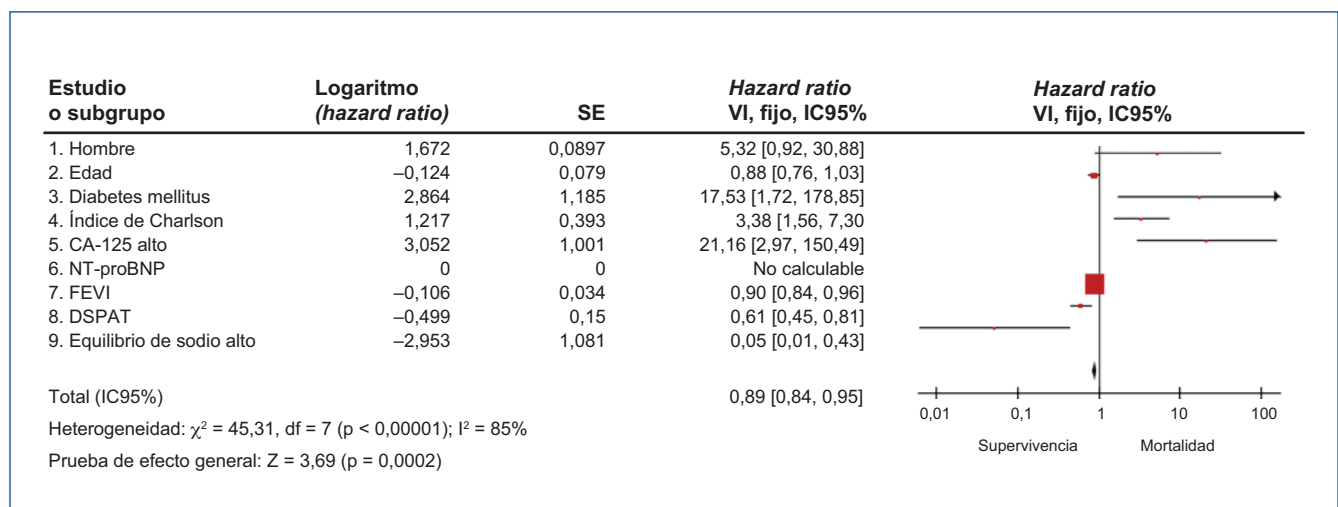 Estudio Logaritmo Hazard ratio Hazard ratio
o subgrupo (hazard ratio) SE VI, fijo, IC95% VI, fijo, IC95%
1. Hombre 1,672 0,0897 5,32 [0,92, 30,88]
2. Edad –0,124 0,079 0,88 [0,76, 1,03]
3. Diabetes mellitus 2,864 1,185 17,53 [1,72, 178,85]
4. Índice de Charlson 1,217 0,393 3,38 [1,56, 7,30
5. CA-125 alto 3,052 1,001 21,16 [2,97, 150,49]
6. NT-proBNP 0 0 No calculable
7. FEVI –0,106 0,034 0,90 [0,84, 0,96]
8. DSPAT –0,499 0,15 0,61 [0,45, 0,81]
9. Equilibrio de sodio alto –2,953 1,081 0,05 [0,01, 0,43]
Total (IC95%) 0,89 [0,84, 0,95]
Heterogeneidad: χ² = 45,31, df = 7 (p < 0,00001); I² = 85%
Prueba de efecto general: Z = 3,69 (p = 0,0002)
0,01 0,1 1 10 100
Supervivencia Mortalidad